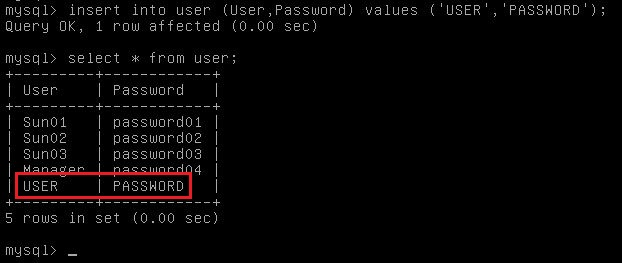 mysql> insert into user (User,Password) values ('USER','PASSWORD');
Query OK, 1 row affected (0.00 sec)
mysql> select * from user;
+---------+------------+
| User    | Password   |
+---------+------------+
| Sun01   | password01 |
| Sun02   | password02 |
| Sun03   | password03 |
| Manager | password04 |
| USER    | PASSWORD   |
+---------+------------+
5 rows in set (0.00 sec)
mysql> _